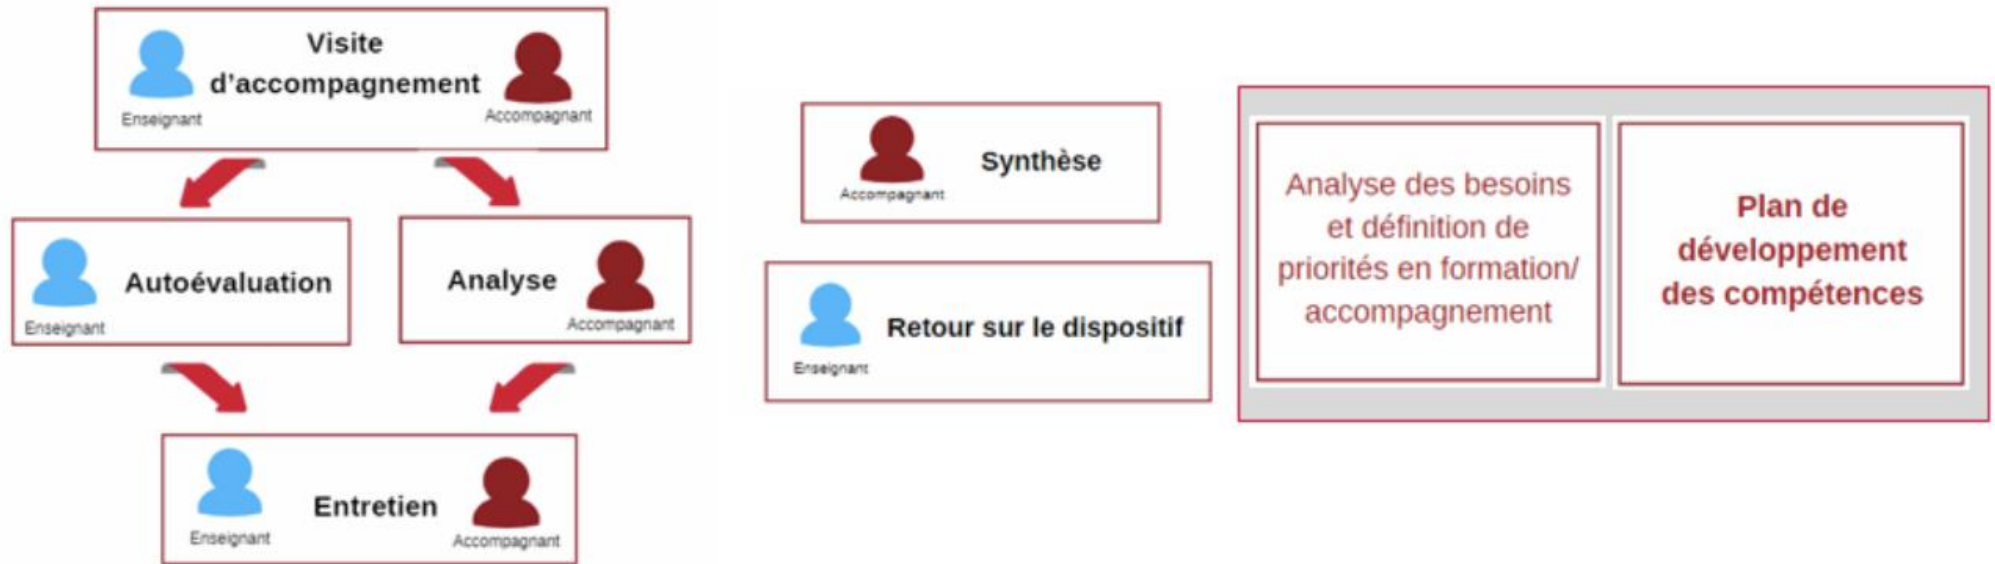 Visite
d'accompagnement
Enseignant
Accompagnant
Autoévaluation
Enseignant
Analyse
Accompagnant
Entretien
Enseignant
Accompagnant
Synthèse
Accompagnant
Retour sur le dispositif
Enseignant
Analyse des besoins
et définition de
priorités en formation/
accompagnement
Plan de
développement
des compétences